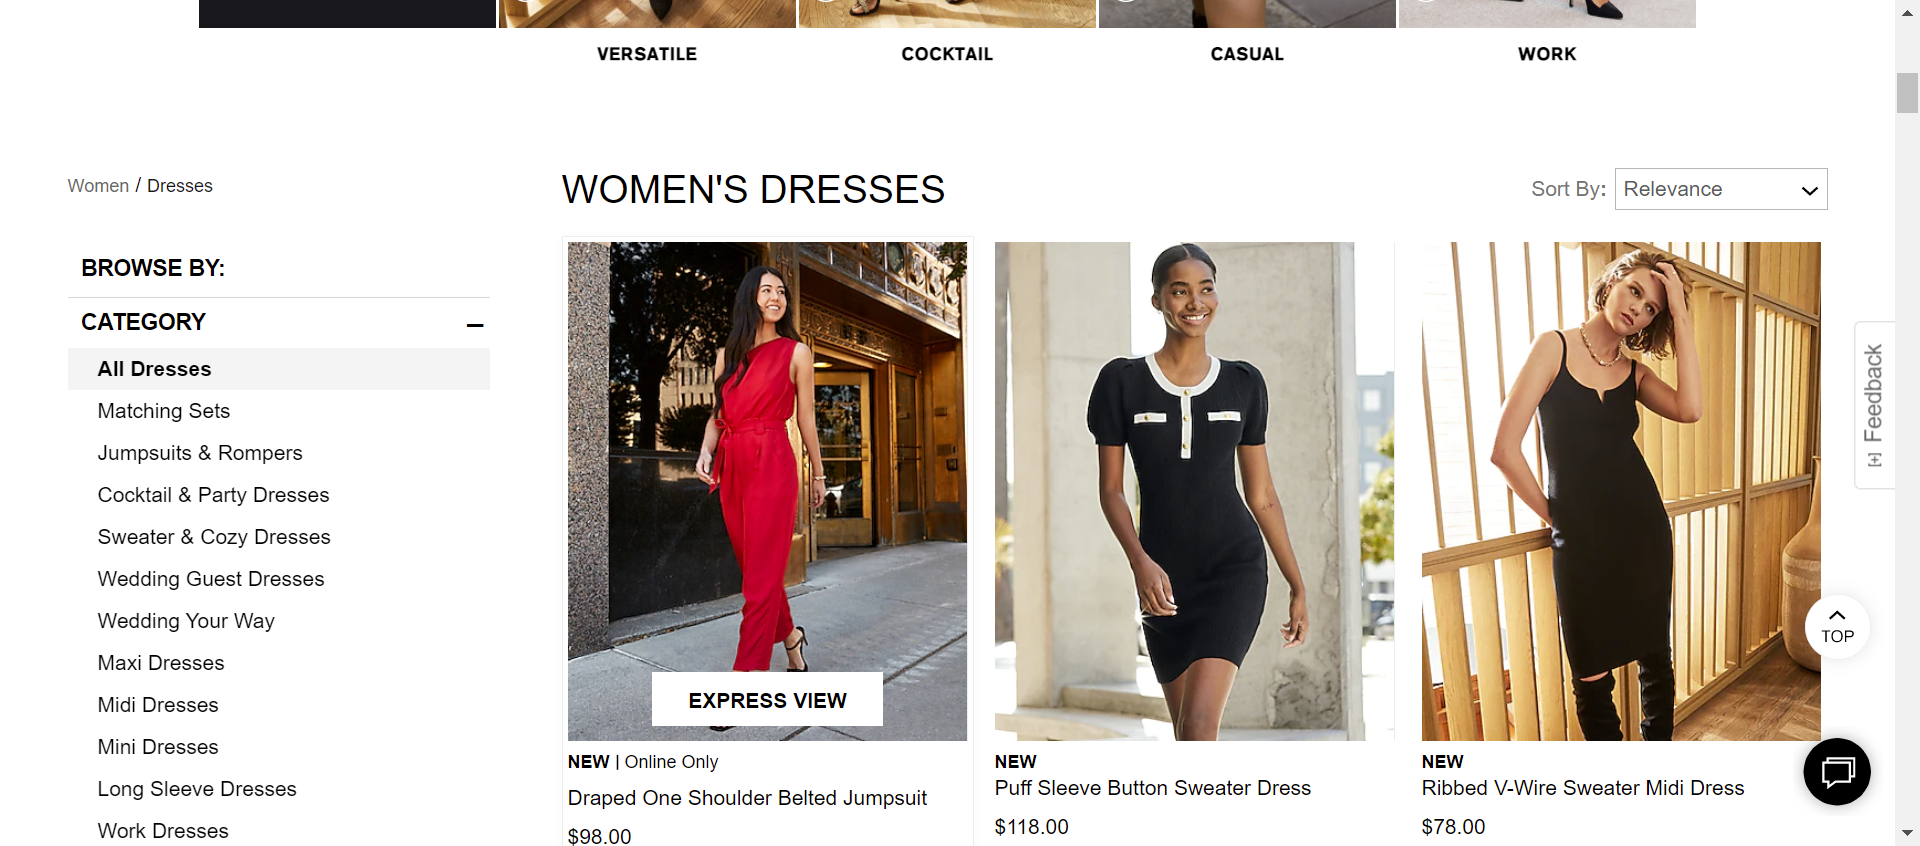 VERSATILE
COCKTAIL
CASUAL
WORK
Women / Dresses
WOMEN'S DRESSES
Sort By:
Relevance
BROWSE BY:
CATEGORY
All Dresses
Matching Sets
Jumpsuits & Rompers
Cocktail & Party Dresses
Sweater & Cozy Dresses
Wedding Guest Dresses
Wedding Your Way
Maxi Dresses
Midi Dresses
Mini Dresses
Long Sleeve Dresses
Work Dresses
EXPRESS VIEW
NEW | Online Only
Draped One Shoulder Belted Jumpsuit
$98.00
NEW
Puff Sleeve Button Sweater Dress
$118.00
NEW
Ribbed V-Wire Sweater Midi Dress
$78.00
[+] Feedback
TOP